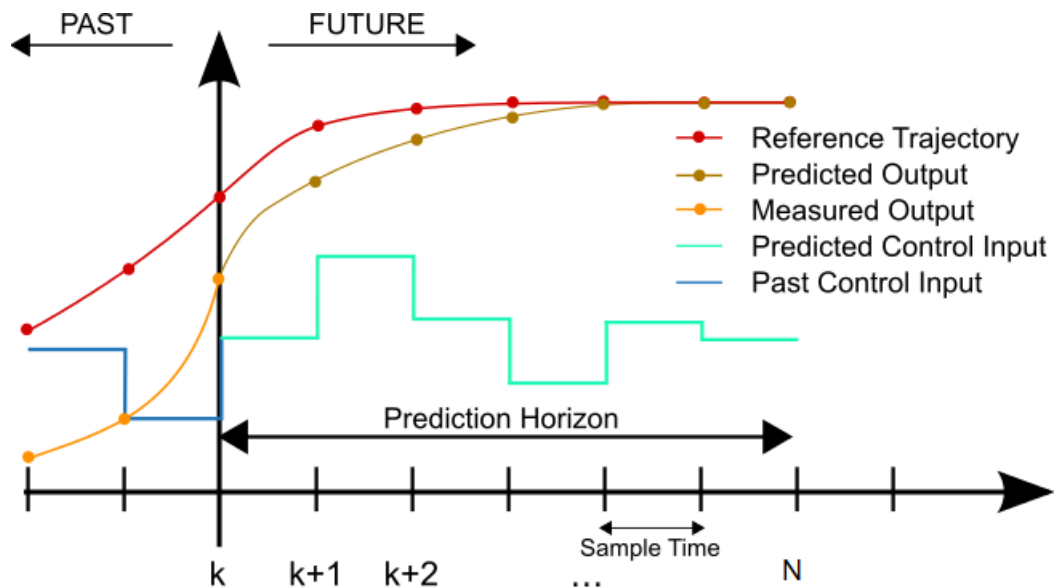 PAST
FUTURE
Reference Trajectory
Predicted Output
Measured Output
Predicted Control Input
Past Control Input
Prediction Horizon
Sample Time
k
k+1
k+2
...
N